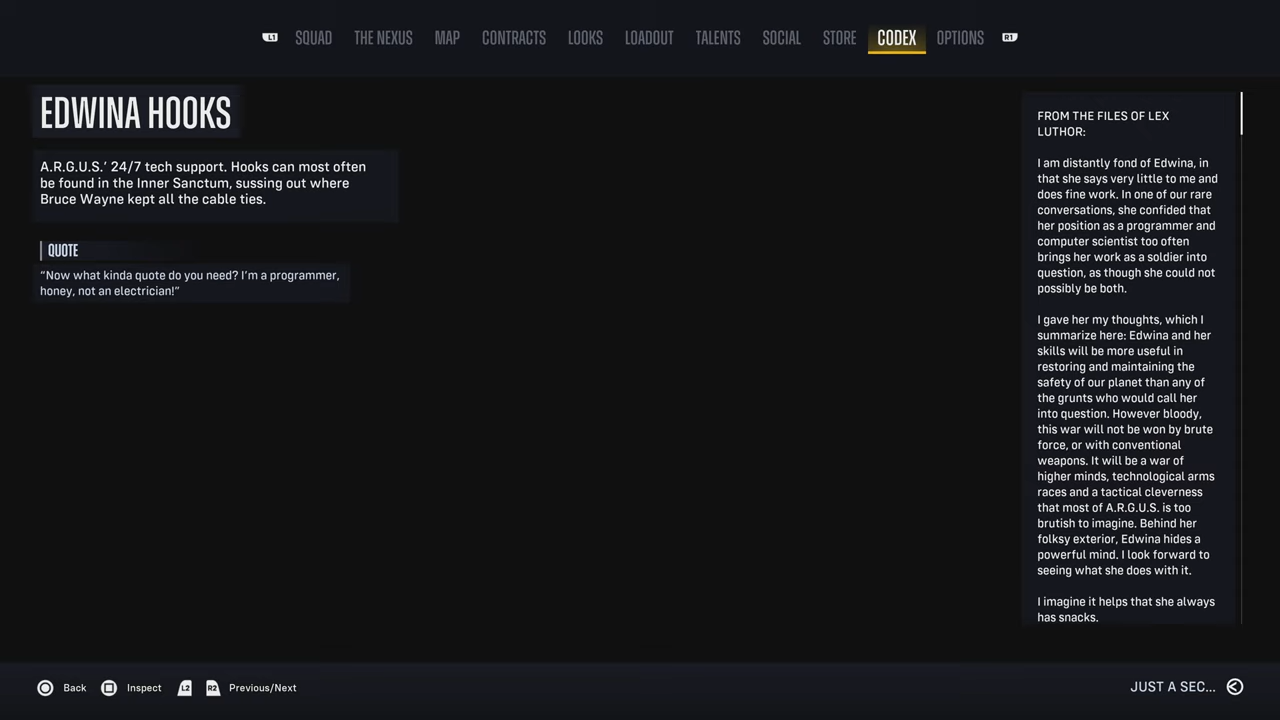 L1 SQUAD THE NEXUS MAP CONTRACTS LOOKS LOADOUT TALENTS SOCIAL STORE CODEX OPTIONS R1
EDWINA HOOKS
A.R.G.U.S.' 24/7 tech support. Hooks can most often
be found in the Inner Sanctum, sussing out where
Bruce Wayne kept all the cable ties.
QUOTE
“Now what kinda quote do you need? I'm a programmer,
honey, not an electrician!”
FROM THE FILES OF LEX
LUTHOR:
I am distantly fond of Edwina, in
that she says very little to me and
does fine work. In one of our rare
conversations, she confided that
her position as a programmer and
computer scientist too often
brings her work as a soldier into
question, as though she could not
possibly be both.
I gave her my thoughts, which I
summarize here: Edwina and her
skills will be more useful in
restoring and maintaining the
safety of our planet than any of
the grunts who would call her
into question. However bloody,
this war will not be won by brute
force, or with conventional
weapons. It will be a war of
higher minds, technological arms
races and a tactical cleverness
that most of A.R.G.U.S. is too
brutish to imagine. Behind her
folksy exterior, Edwina hides a
powerful mind. I look forward to
seeing what she does with it.
I imagine it helps that she always
has snacks.
Back Inspect L2 R2 Previous/Next
JUST A SEC...